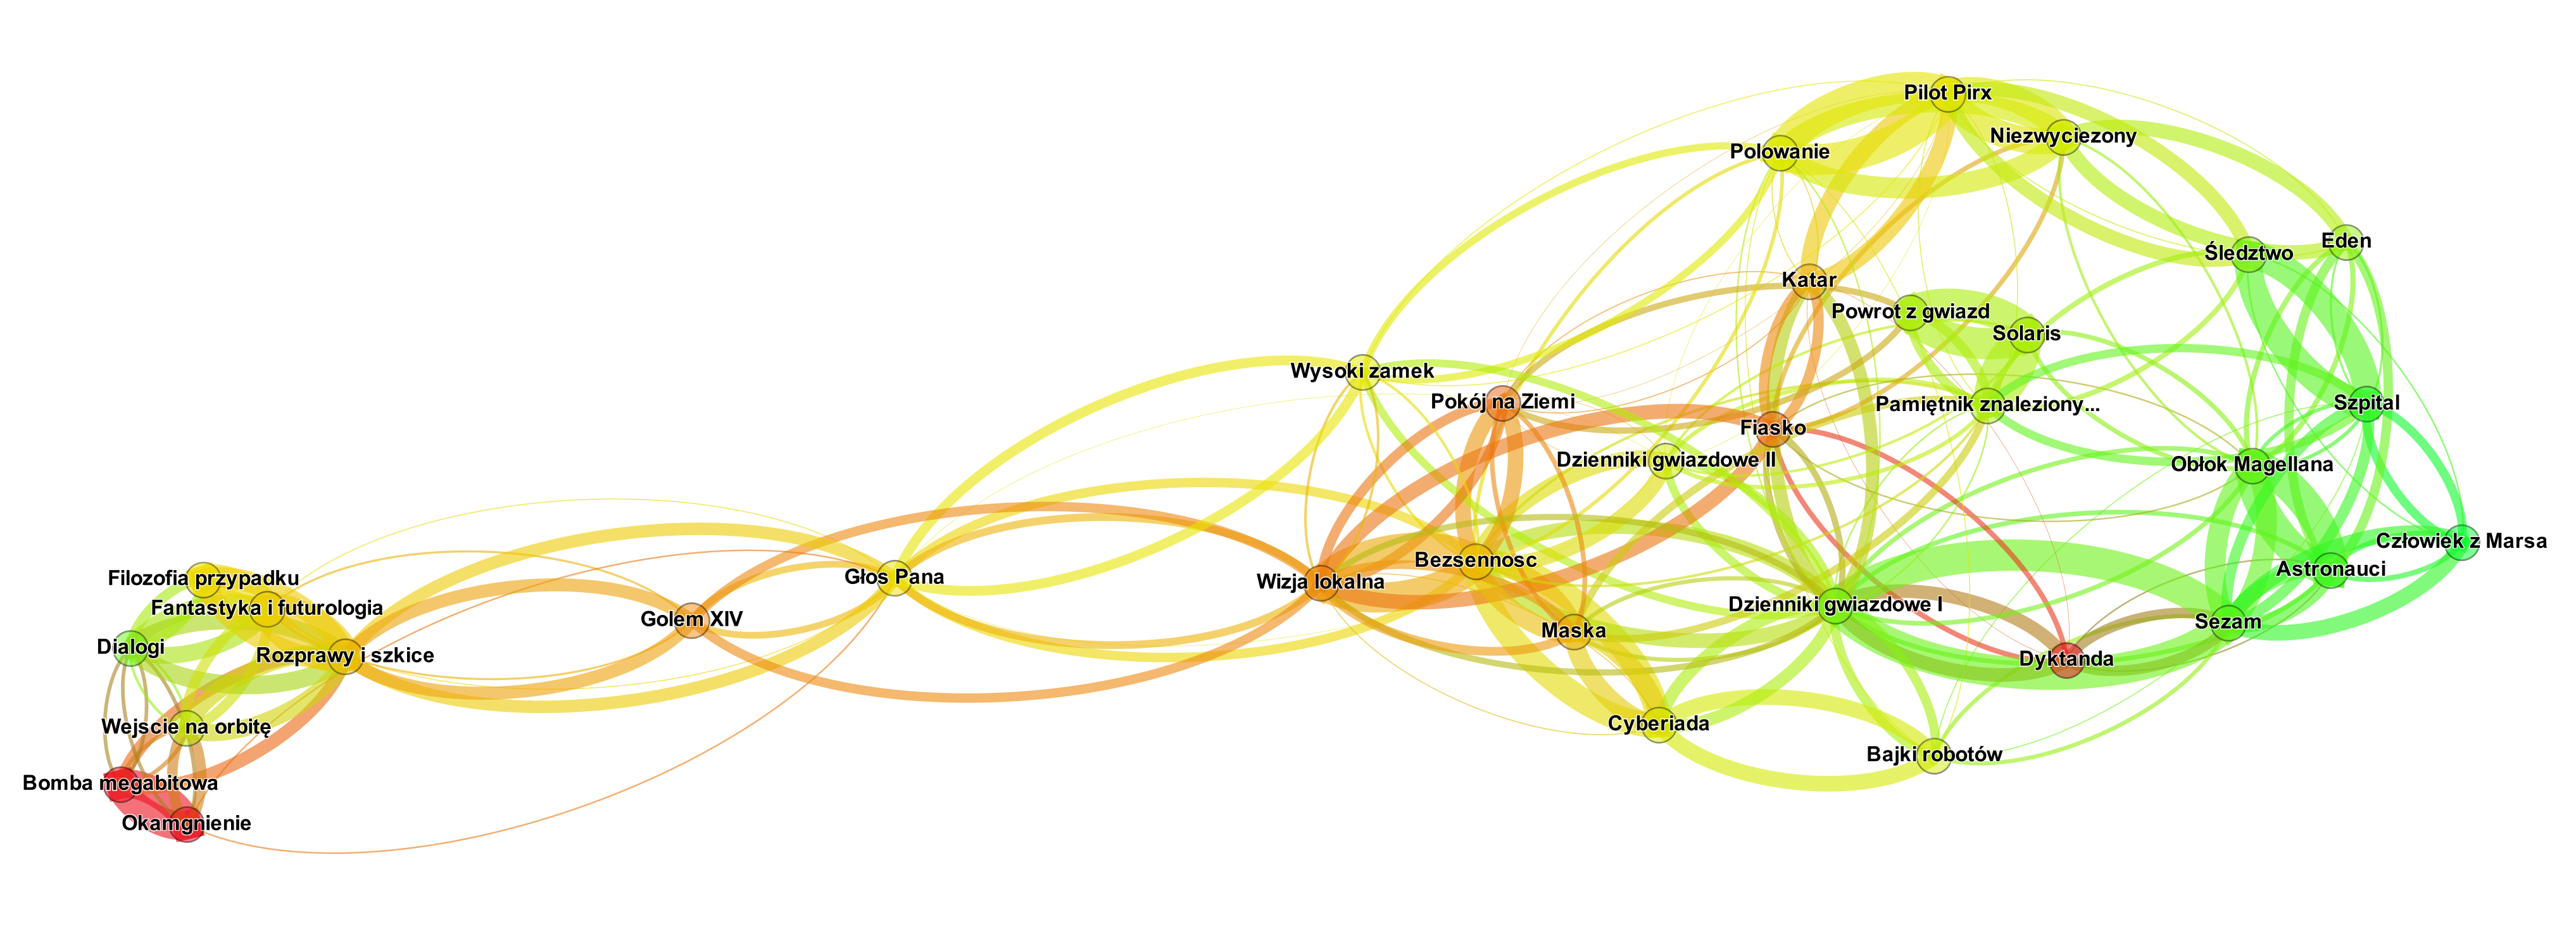 Pilot Pirx
Niezwyciezony
Polowanie
Śledztwo
Eden
Katar
Powrot z gwiazd
Solaris
Wysoki zamek
Pokój na Ziemi
Pamiętnik znaleziony...
Szpital
Fiasko
Dzienniki gwiazdowe II
Obłok Magellana
Człowiek z Marsa
Bezsennosc
Astronauci
Filozofia przypadku
Głos Pana
Wizja lokalna
Fantastyka i futurologia
Dzienniki gwiazdowe I
Golem XIV
Sezam
Maska
Dialogi
Rozprawy i szkice
Dyktanda
Cyberiada
Wejscie na orbitę
Bajki robotów
Bomba megabitowa
Okamgnienie